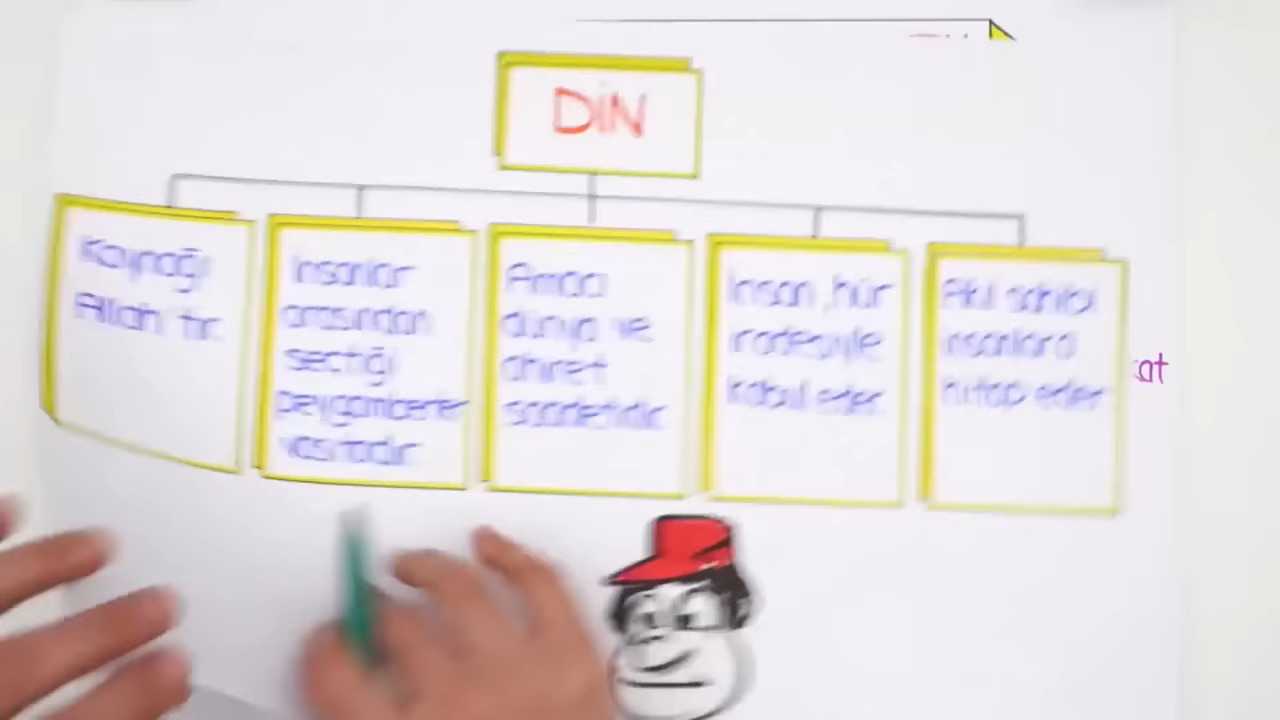 DİN
Kaynağı
Allah'tır.
İnsanlar
arasından
seçtiği
peygamberler
vasıtadır.
Amacı
dünya ve
ahiret
saadetidir.
İnsan, hür
iradesiyle
kabul eder.
Akıl sahibi
insanlara
hitap eder